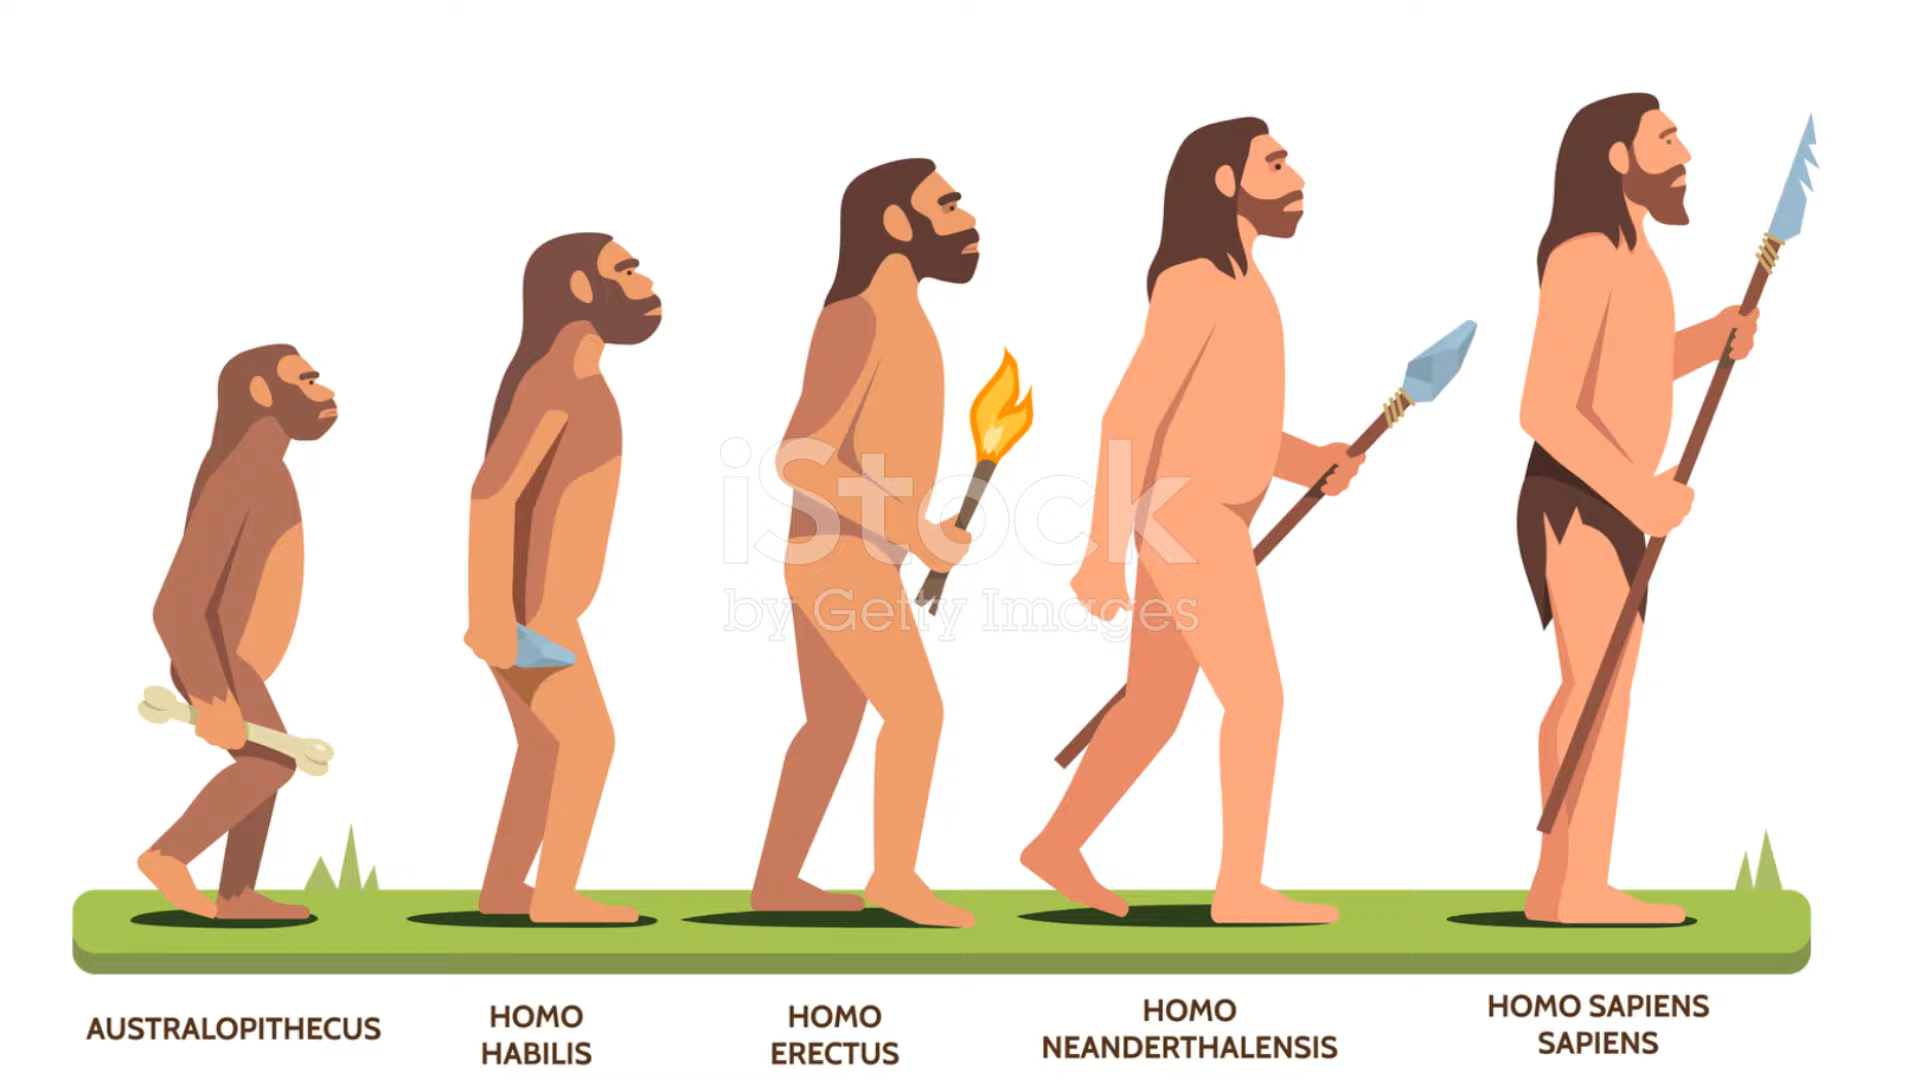 iStock
by Getty Images
AUSTRALOPITHECUS
HOMO
HABILIS
HOMO
ERECTUS
HOMO
NEANDERTHALENSIS
HOMO SAPIENS
SAPIENS